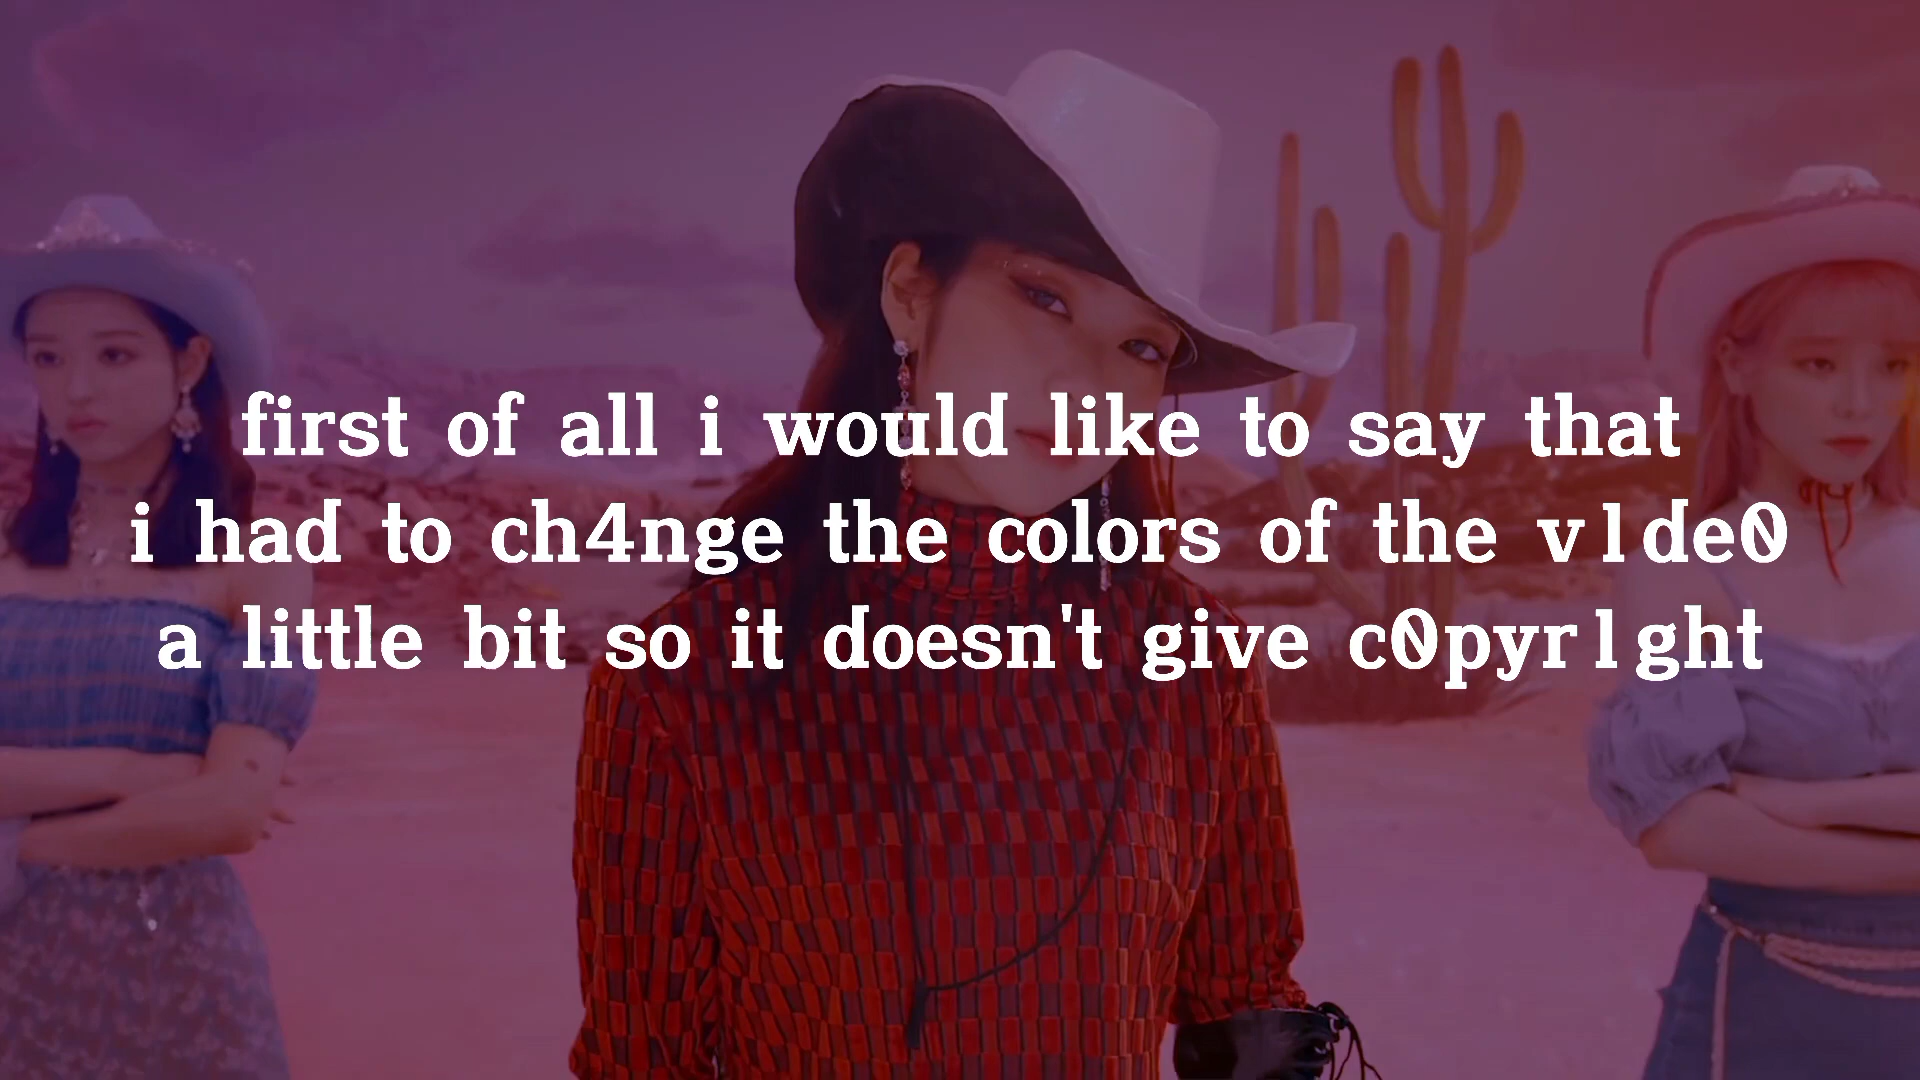 first of all i would like to say that
i had to ch4nge the colors of the v1de0
a little bit so it doesn't give c0pyr1ght